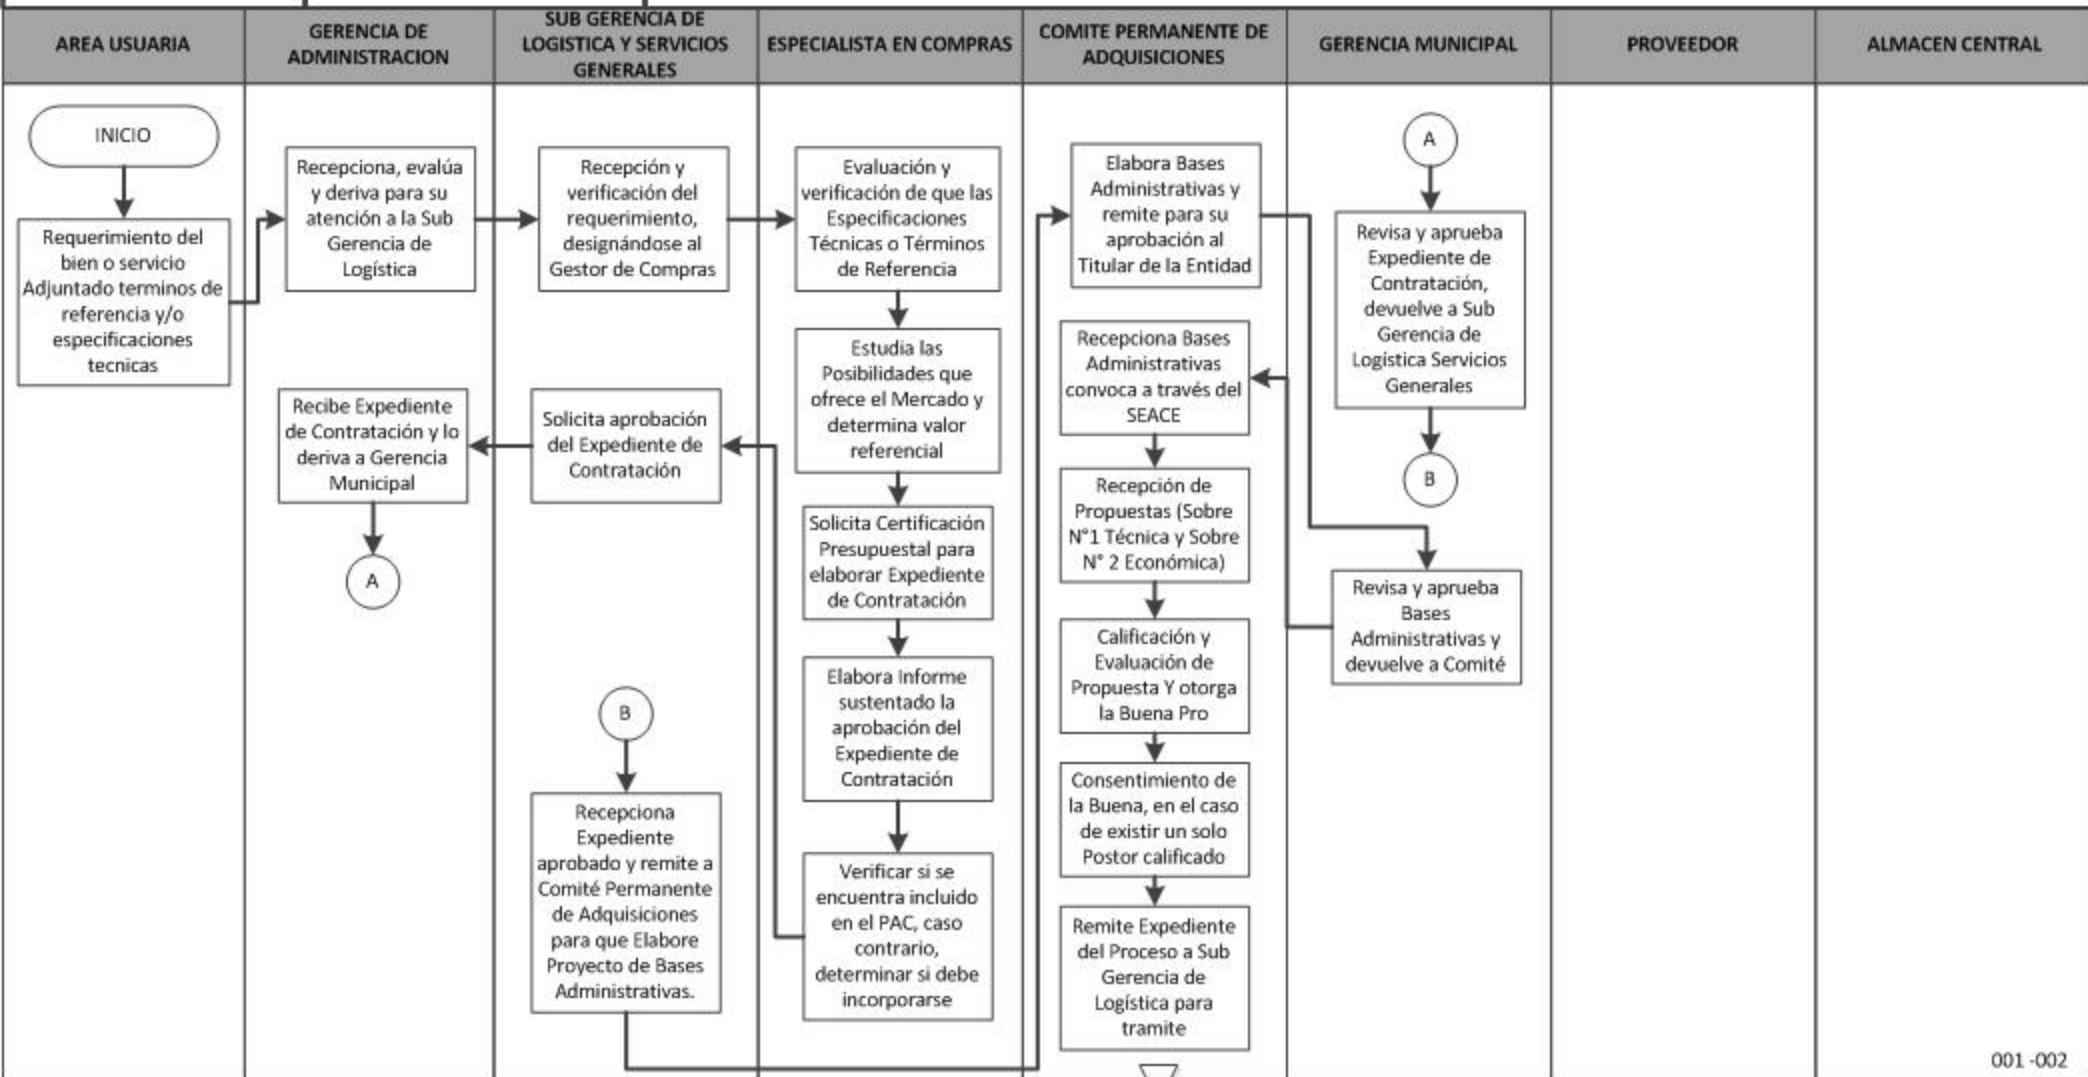 AREA USUARIA
GERENCIA DE
ADMINISTRACION
SUB GERENCIA DE
LOGISTICA Y SERVICIOS
GENERALES
ESPECIALISTA EN COMPRAS
COMITE PERMANENTE DE
ADQUISICIONES
GERENCIA MUNICIPAL
PROVEEDOR
ALMACEN CENTRAL
INICIO
Requerimiento del
bien o servicio
Adjuntado terminos de
referencia y/o
especificaciones
tecnicas
Recepciona, evalúa
y deriva para su
atención a la Sub
Gerencia de
Logística
Recibe Expediente
de Contratación y lo
deriva a Gerencia
Municipal
A
Recepción y
verificación del
requerimiento,
designándose al
Gestor de Compras
Solicita aprobación
del Expediente de
Contratación
B
Recepciona
Expediente
aprobado y remite a
Comité Permanente
de Adquisiciones
para que Elabore
Proyecto de Bases
Administrativas.
Evaluación y
verificación de que las
Especificaciones
Técnicas o Términos
de Referencia
Estudia las
Posibilidades que
ofrece el Mercado y
determina valor
referencial
Solicita Certificación
Presupuestal para
elaborar Expediente
de Contratación
Elabora Informe
sustentado la
aprobación del
Expediente de
Contratación
Verificar si se
encuentra incluido
en el PAC, caso
contrario,
determinar si debe
incorporarse
Elabora Bases
Administrativas y
remite para su
aprobación al
Titular de la Entidad
Recepciona Bases
Administrativas
convoca a través del
SEACE
Recepción de
Propuestas (Sobre
N°1 Técnica y Sobre
N° 2 Económica)
Calificación y
Evaluación de
Propuesta Y otorga
la Buena Pro
Consentimiento de
la Buena, en el caso
de existir un solo
Postor calificado
Remite Expediente
del Proceso a Sub
Gerencia de
Logística para
tramite
A
Revisa y aprueba
Expediente de
Contratación,
devuelve a Sub
Gerencia de
Logística Servicios
Generales
B
Revisa y aprueba
Bases
Administrativas y
devuelve a Comité
001 -002